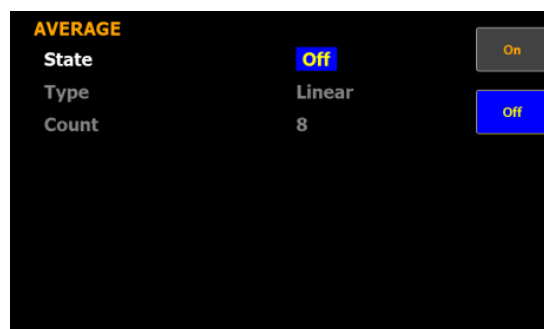 AVERAGE
State Off
Type Linear
Count 8
On
Off